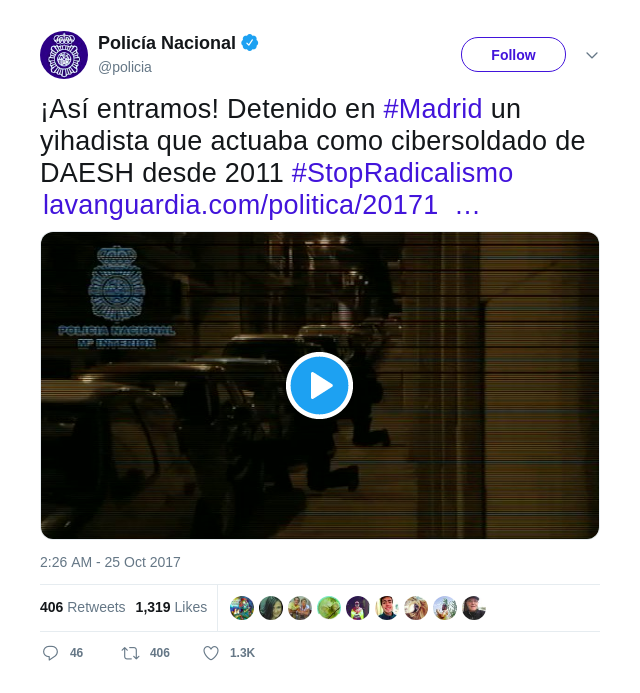 Policía Nacional
@policia
Follow
¡Así entramos! Detenido en #Madrid un
yihadista que actuaba como cibersoldado de
DAESH desde 2011 #StopRadicalismo
lavanguardia.com/politica/20171 …
POLICIA NACIONAL
Mº INTERIOR
2:26 AM - 25 Oct 2017
406 Retweets 1,319 Likes
46 406 1.3K